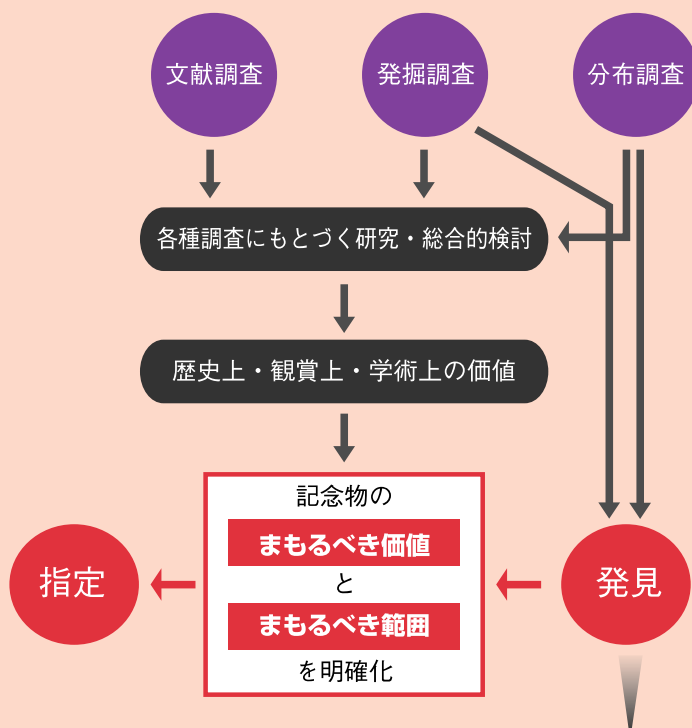 文献調査
発掘調査
分布調査
各種調査にもとづく研究・総合的検討
歴史上・観賞上・学術上の価値
記念物の
まもるべき価値
と
まもるべき範囲
を明確化
指定
発見